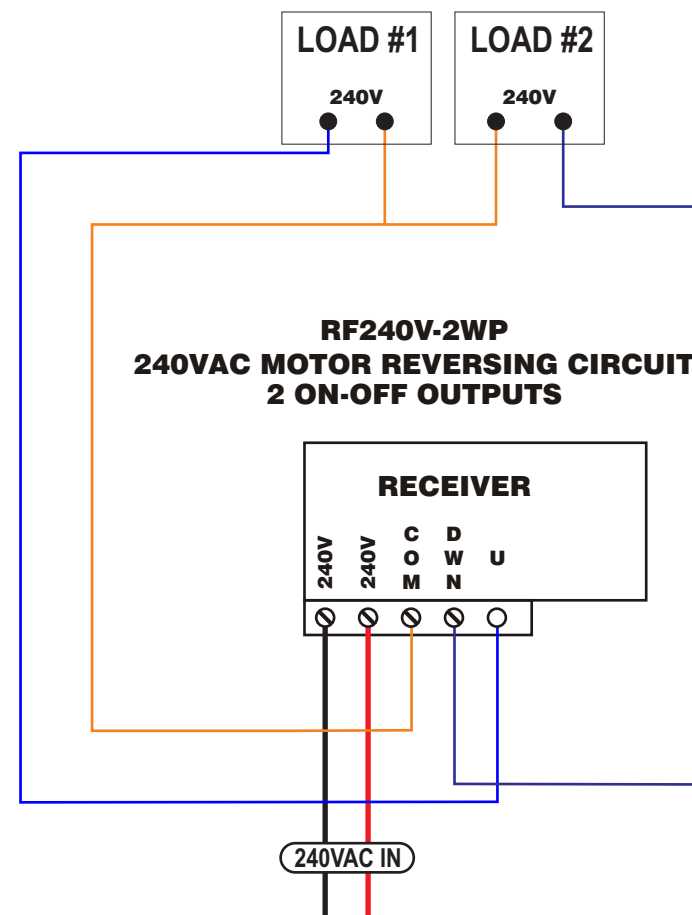 LOAD #1 LOAD #2
240V 240V
RF240V-2WP
240VAC MOTOR REVERSING CIRCUIT
2 ON-OFF OUTPUTS
RECEIVER
240V 240V COM DWN U
240VAC IN